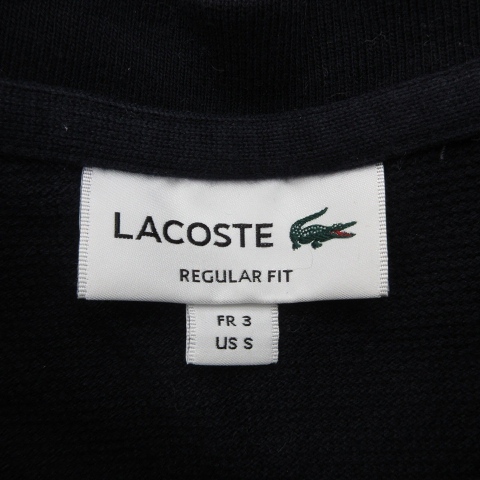 LACOSTE
REGULAR FIT
FR 3
US S